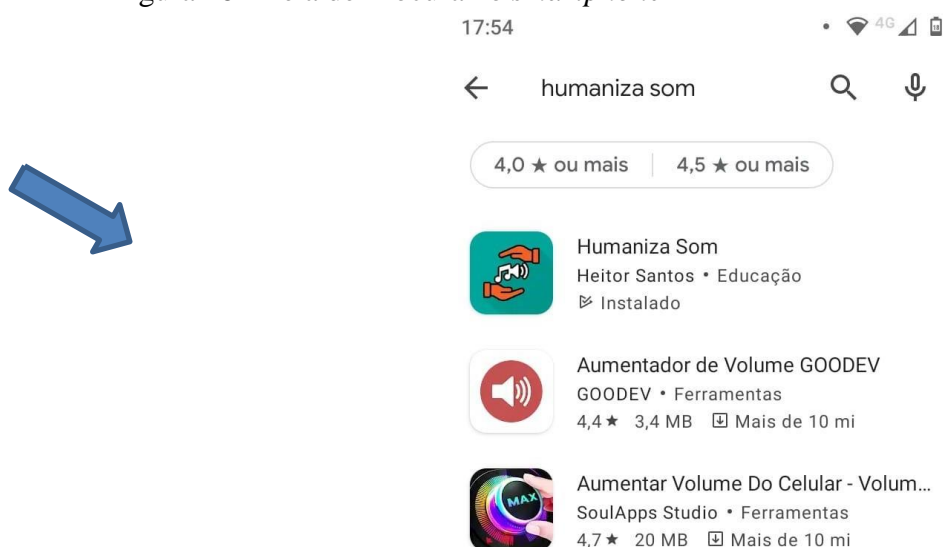 17:54
4G
humaniza som
4,0 ★ ou mais
4,5 ★ ou mais
Humaniza Som
Heitor Santos • Educação
Instalado
Aumentador de Volume GOODEV
GOODEV • Ferramentas
4,4 ★ 3,4 MB Mais de 10 mi
MAX
Aumentar Volume Do Celular - Volum...
SoulApps Studio • Ferramentas
4,7 ★ 20 MB Mais de 10 mi